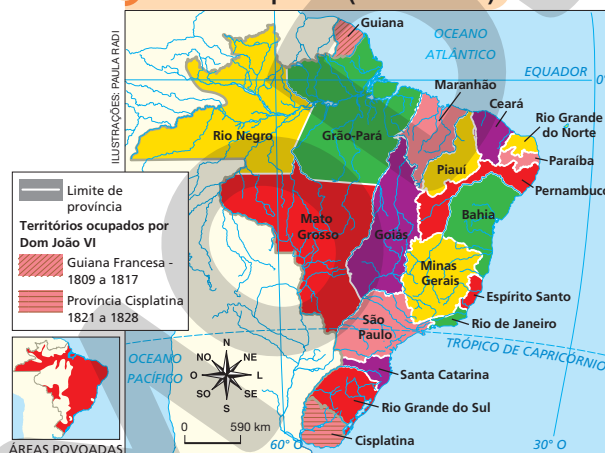 Guiana
OCEANO
ATLÂNTICO
EQUADOR
0°
Maranhão
Ceará
Rio Grande
do Norte
Paraíba
Pernambuco
Rio Negro
Grão-Pará
Piauí
Bahia
Mato
Grosso
Goiás
Minas
Gerais
Espírito Santo
Rio de Janeiro
São
Paulo
TRÓPICO DE CAPRICÓRNIO
Santa Catarina
Rio Grande do Sul
Cisplatina
60° O
30° O
ILUSTRAÇÕES: PAULA RADI
Limite de
província
Territórios ocupados por
Dom João VI
Guiana Francesa -
1809 a 1817
Província Cisplatina
1821 a 1828
OCEANO
PACÍFICO
N
NO
NE
O
L
SO
SE
S
0
590 km
ÁREAS POVOADAS